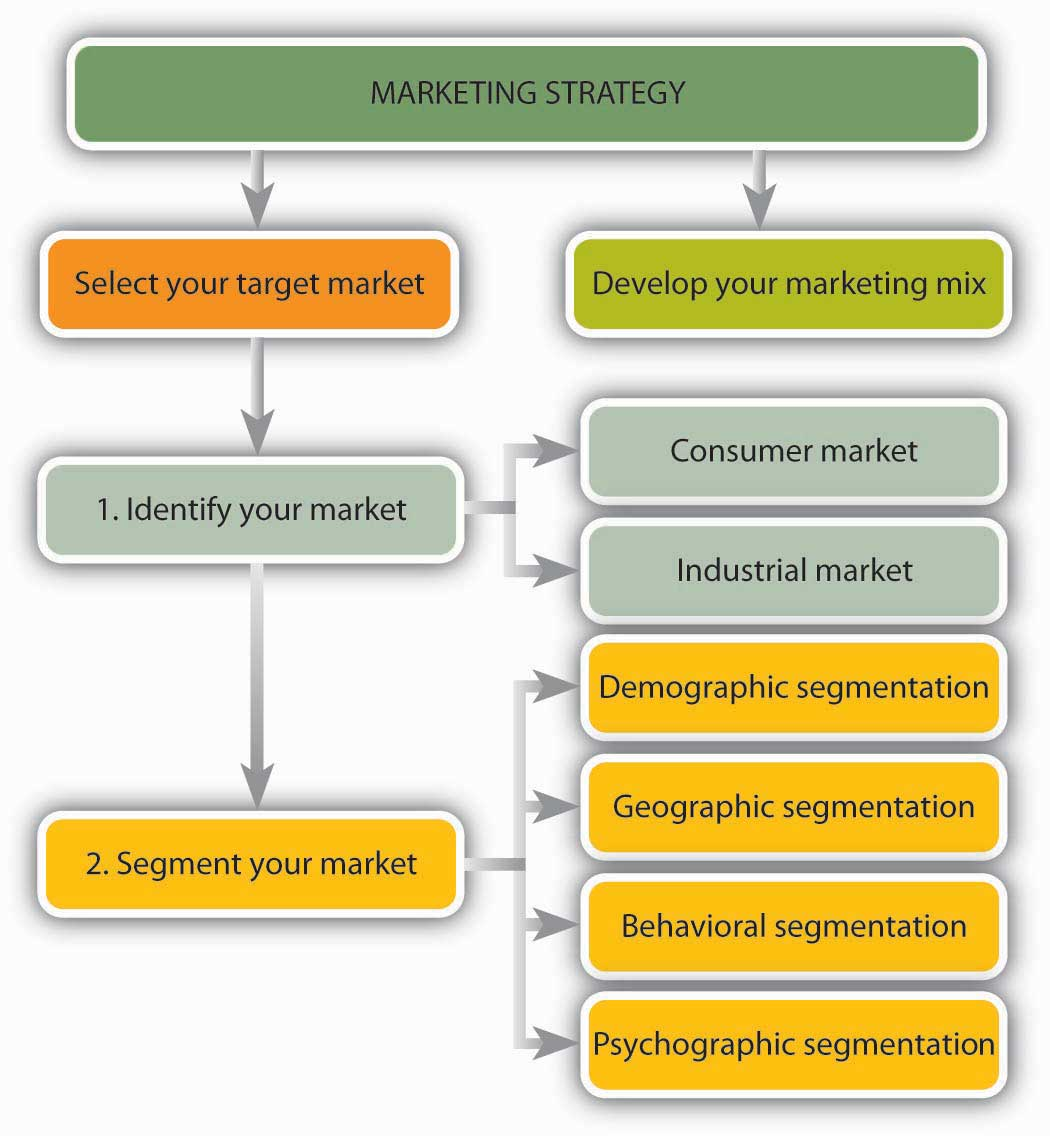 MARKETING STRATEGY
Select your target market
Develop your marketing mix
1. Identify your market
Consumer market
Industrial market
2. Segment your market
Demographic segmentation
Geographic segmentation
Behavioral segmentation
Psychographic segmentation